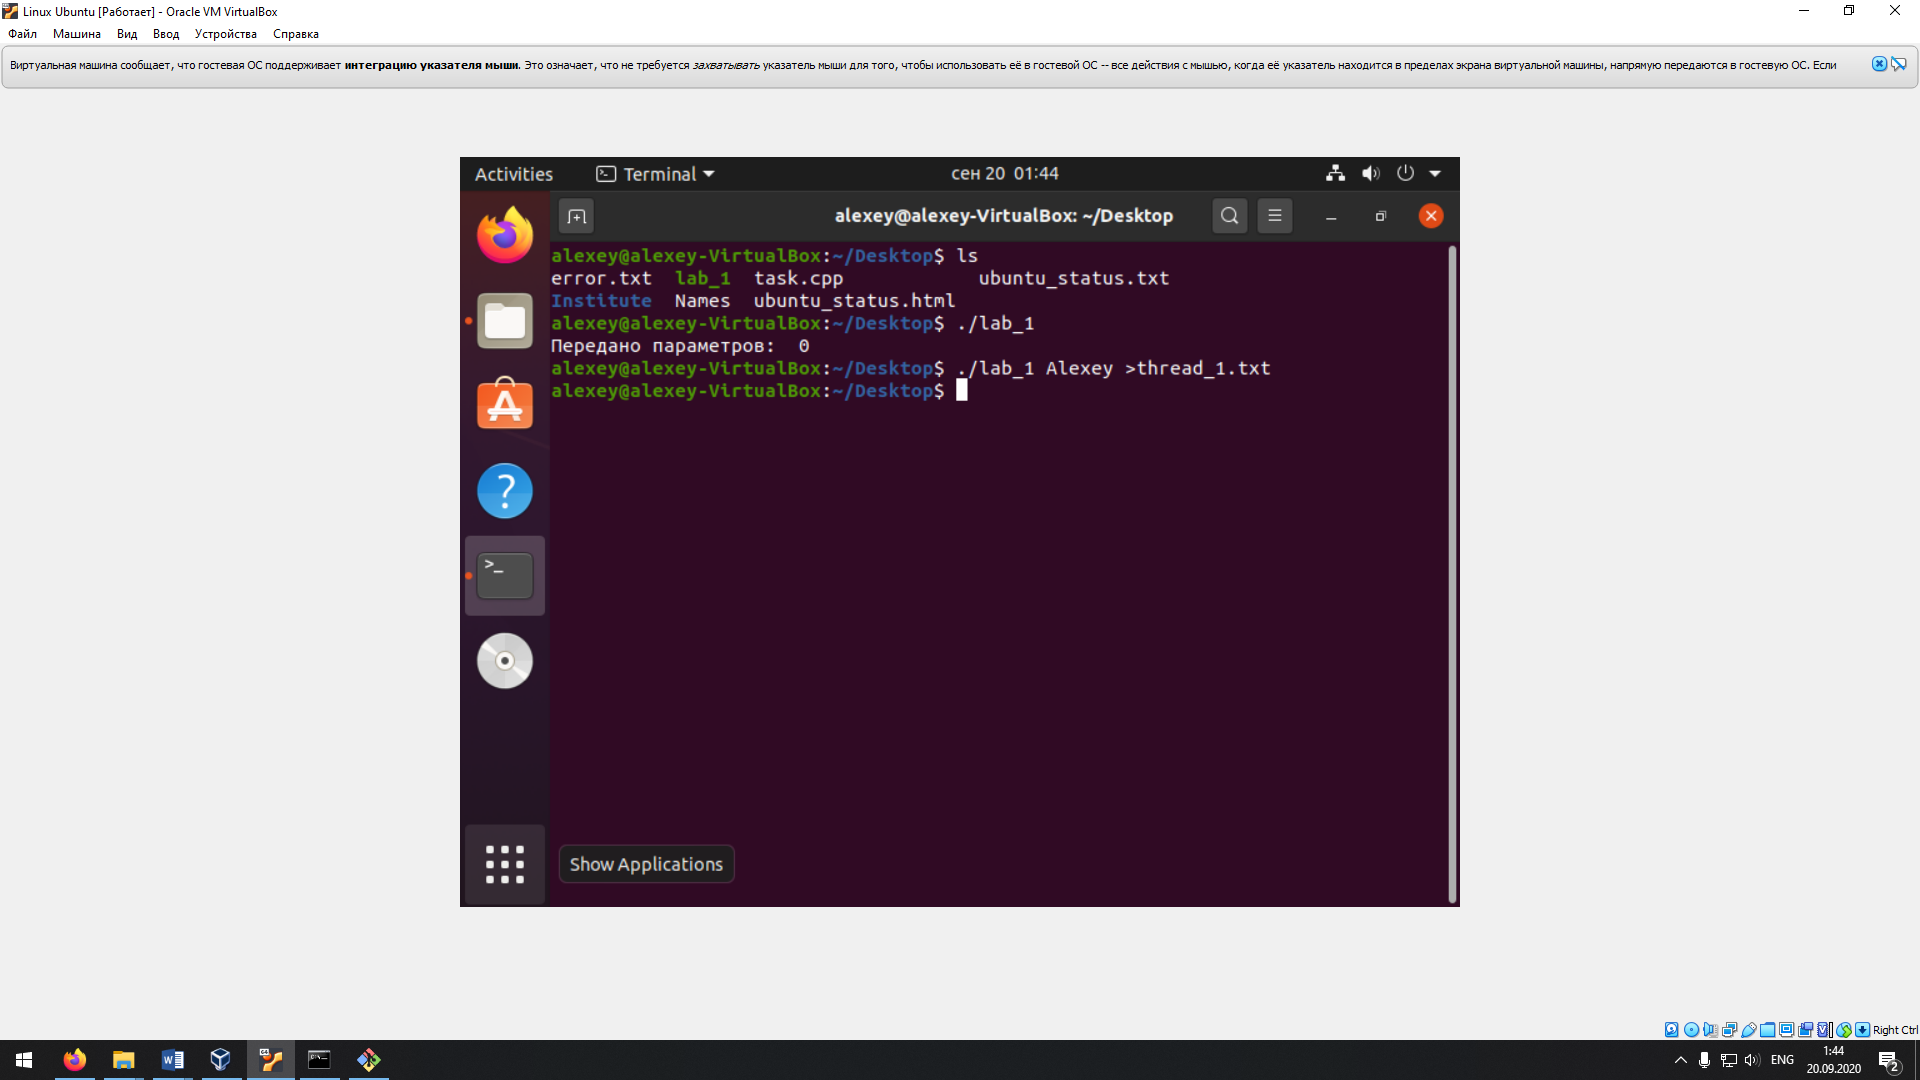 Linux Ubuntu [Работает] - Oracle VM VirtualBox
Файл Машина Вид Ввод Устройства Справка
Виртуальная машина сообщает, что гостевая ОС поддерживает интеграцию указателя мыши. Это означает, что не требуется захватывать указатель мыши для того, чтобы использовать её в гостевой ОС -- все действия с мышью, когда её указатель находится в пределах экрана виртуальной машины, напрямую передаются в гостевую ОС. Если
Activities Terminal сен 20 01:44
alexey@alexey-VirtualBox: ~/Desktop
alexey@alexey-VirtualBox:~/Desktop$ ls
error.txt lab_1 task.cpp ubuntu_status.txt
Institute Names ubuntu_status.html
alexey@alexey-VirtualBox:~/Desktop$ ./lab_1
Передано параметров: 0
alexey@alexey-VirtualBox:~/Desktop$ ./lab_1 Alexey >thread_1.txt
alexey@alexey-VirtualBox:~/Desktop$
Show Applications
Right Ctrl
ENG
1:44
20.09.2020
2